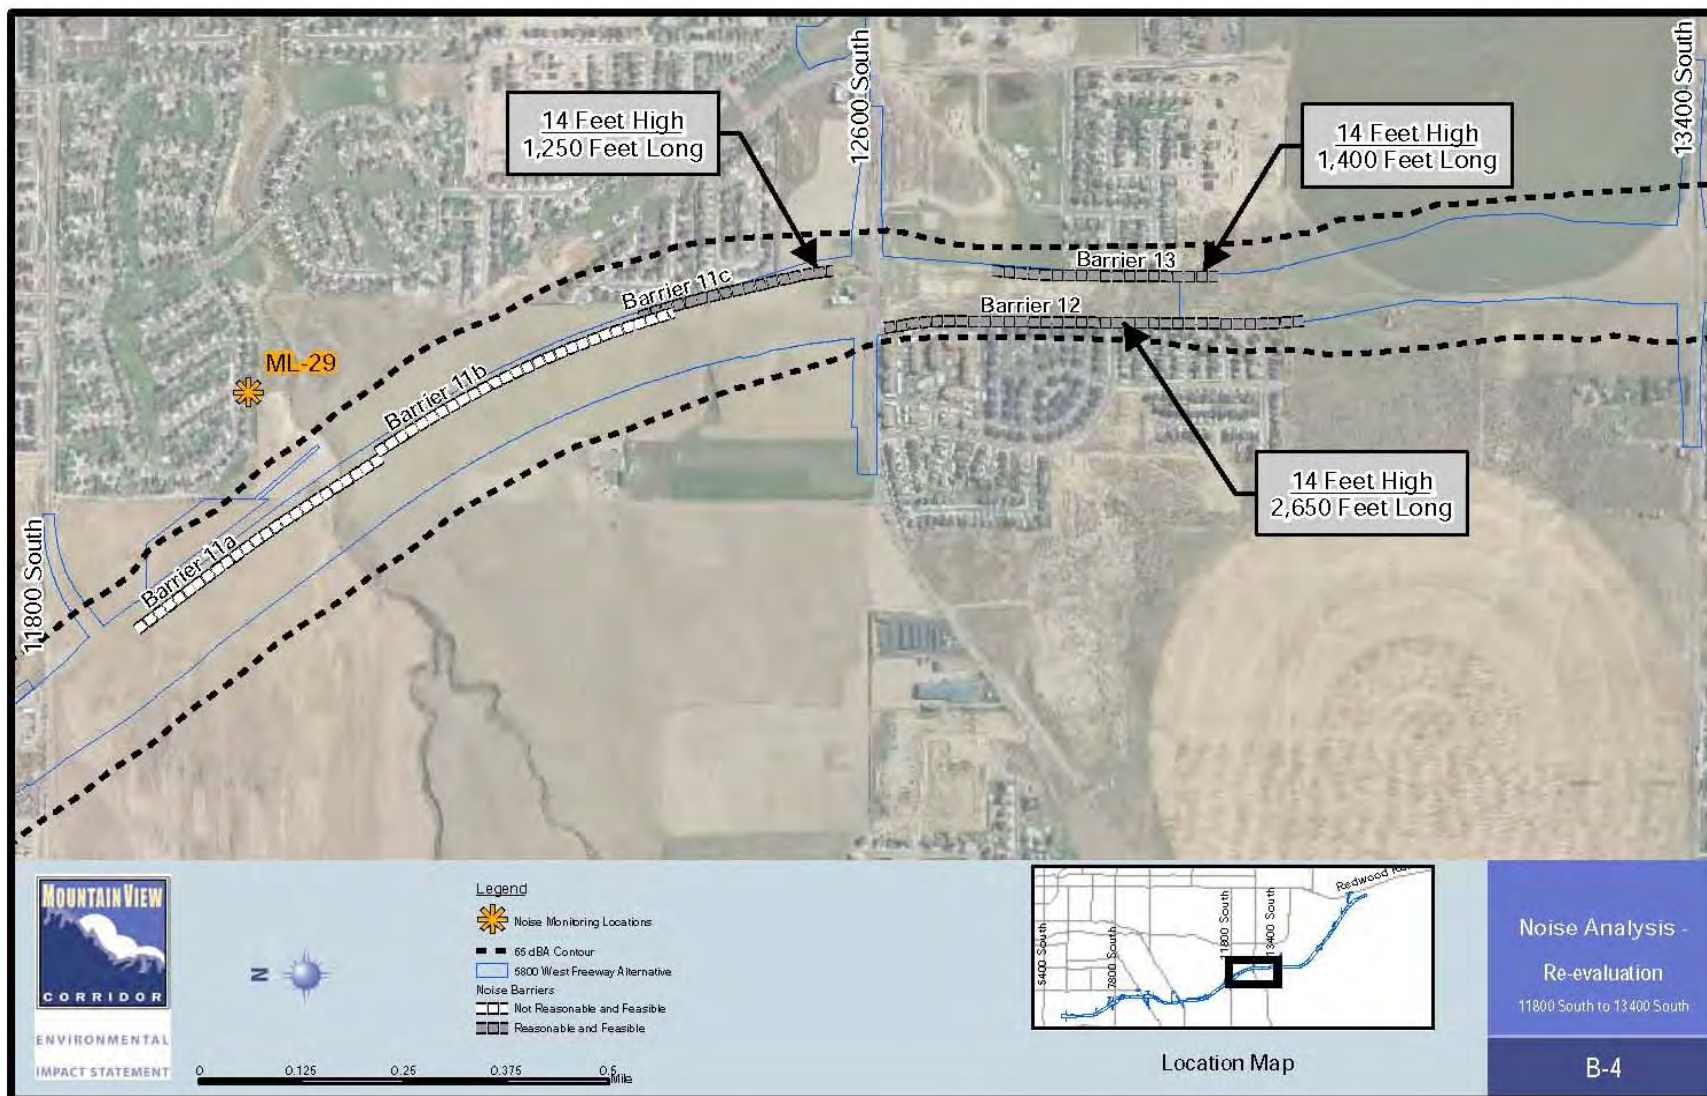 14 Feet High
1,250 Feet Long
12600 South
14 Feet High
1,400 Feet Long
13400 South
Barrier 13
Barrier 11c
Barrier 12
ML-29
Barrier 11b
14 Feet High
2,650 Feet Long
11800 South
Barrier 11a
MOUNTAIN VIEW
CORRIDOR
ENVIRONMENTAL
IMPACT STATEMENT
N
Legend
Noise Monitoring Locations
65 dBA Contour
5800 West Freeway Alternative
Noise Barriers
Not Reasonable and Feasible
Reasonable and Feasible
0 0.125 0.25 0.375 0.5
Mile
Redwood
5400 South
7800 South
11800 South
13400 South
Location Map
Noise Analysis -
Re-evaluation
11800 South to 13400 South
B-4